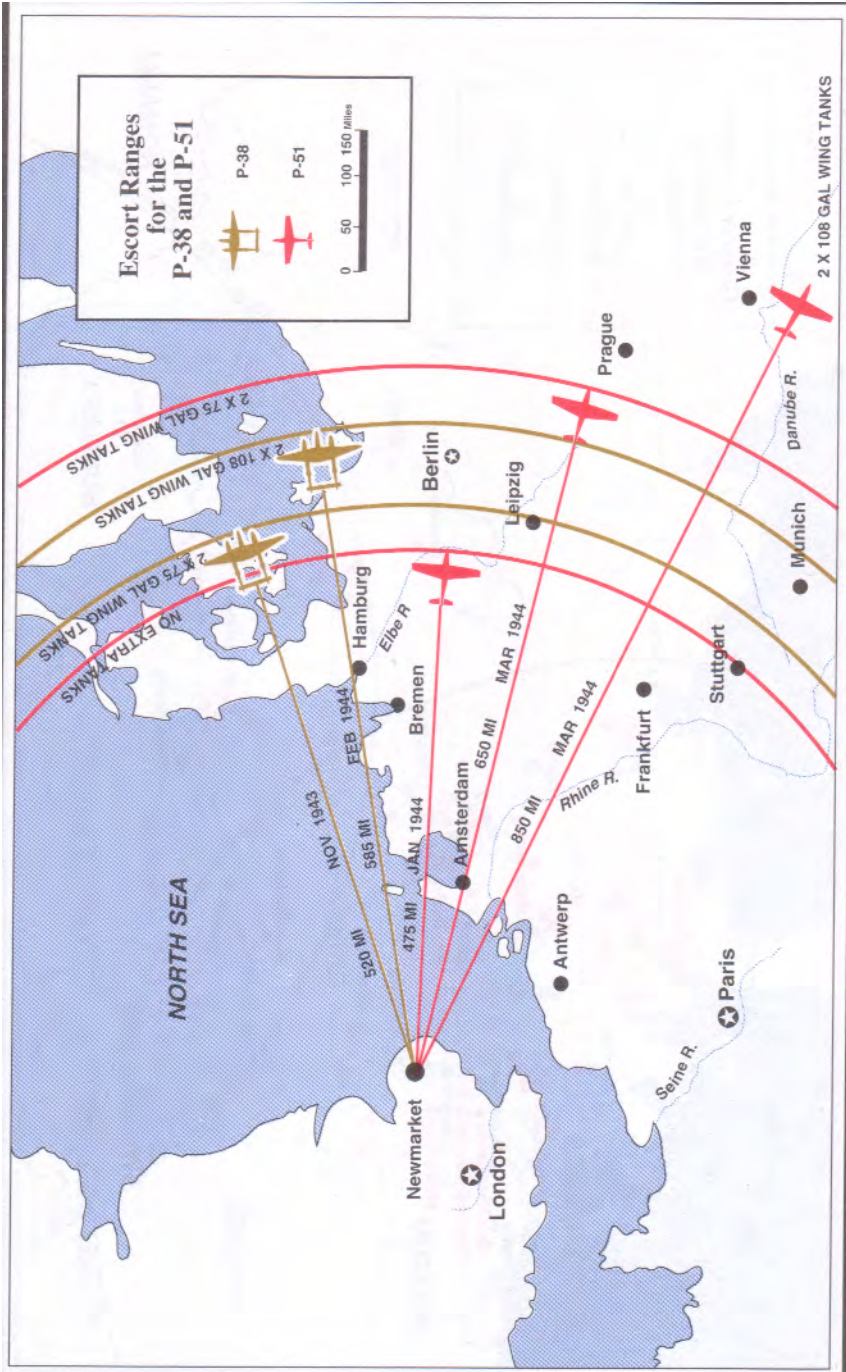 Escort Ranges
for the
P-38 and P-51
P-38
P-51
0 50 100 150 Miles
NORTH SEA
2 X 75 GAL WING TANKS
2 X 108 GAL WING TANKS
2 X 75 GAL WING TANKS
NO EXTRA TANKS
520 MI
NOV 1943
585 MI
FEB 1944
475 MI
JAN 1944
650 MI
MAR 1944
850 MI
MAR 1944
Newmarket
London
Hamburg
Elbe R
Bremen
Berlin
Amsterdam
Leipzig
Prague
Rhine R.
Antwerp
Frankfurt
Vienna
Danube R.
Stuttgart
Munich
Paris
Seine R.
2 X 108 GAL WING TANKS